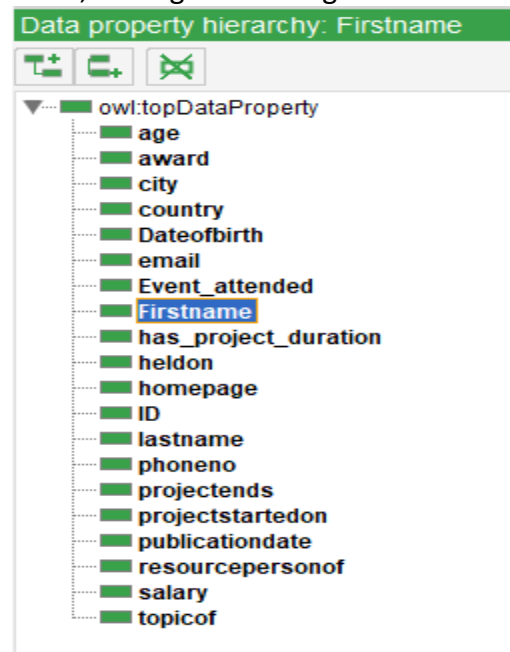 Data property hierarchy: Firstname
owl:topDataProperty
age
award
city
country
Dateofbirth
email
Event_attended
Firstname
has_project_duration
heldon
homepage
ID
lastname
phoneno
projectends
projectstartedon
publicationdate
resourcepersonof
salary
topicof